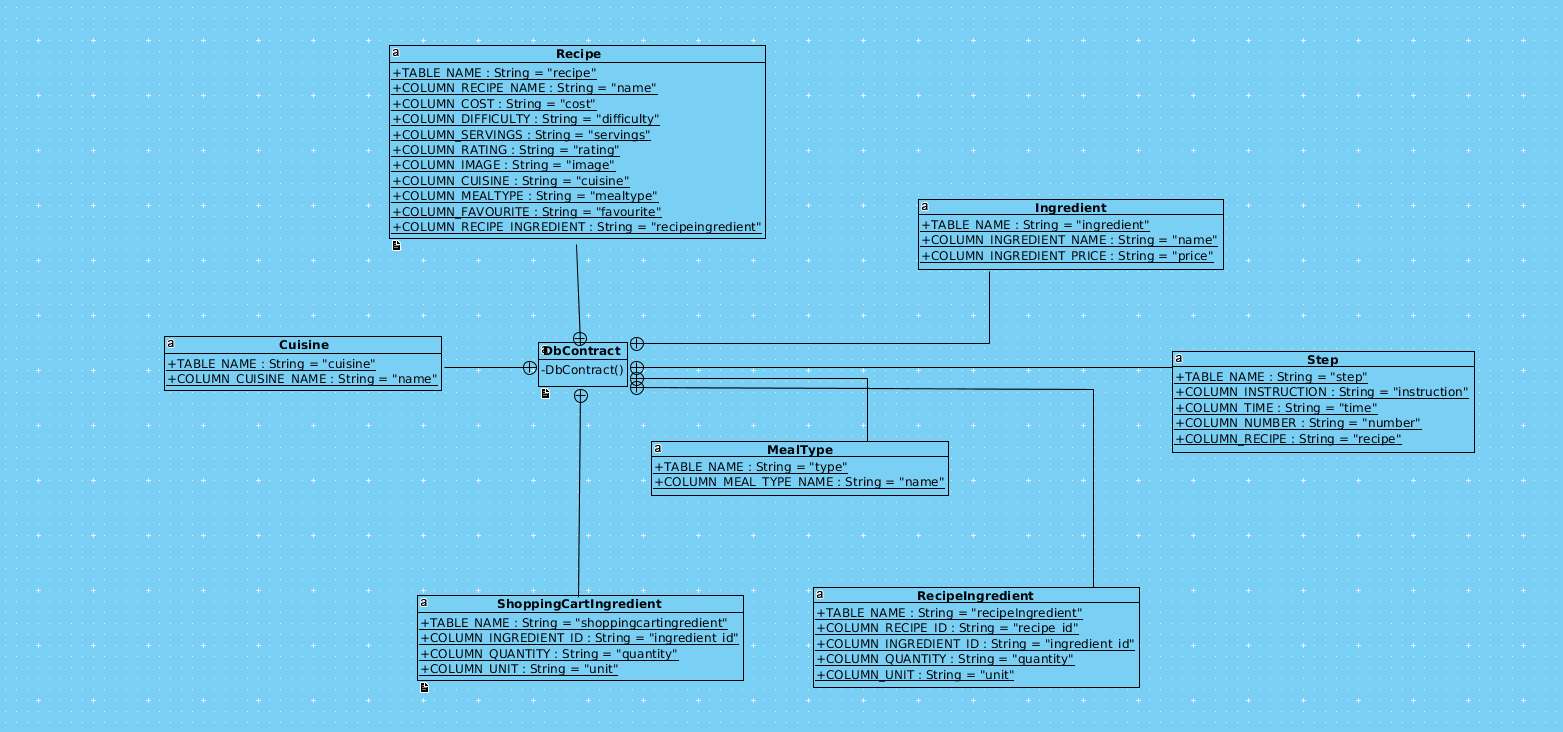 a
Recipe
+TABLE_NAME : String = "recipe"
+COLUMN_RECIPE_NAME : String = "name"
+COLUMN_COST : String = "cost"
+COLUMN_DIFFICULTY : String = "difficulty"
+COLUMN_SERVINGS : String = "servings"
+COLUMN_RATING : String = "rating"
+COLUMN_IMAGE : String = "image"
+COLUMN_CUISINE : String = "cuisine"
+COLUMN_MEALTYPE : String = "mealtype"
+COLUMN_FAVOURITE : String = "favourite"
+COLUMN_RECIPE_INGREDIENT : String = "recipeingredient"
a
Ingredient
+TABLE_NAME : String = "ingredient"
+COLUMN_INGREDIENT_NAME : String = "name"
+COLUMN_INGREDIENT_PRICE : String = "price"
a
Cuisine
+TABLE_NAME : String = "cuisine"
+COLUMN_CUISINE_NAME : String = "name"
a
DbContract
-DbContract()
a
Step
+TABLE_NAME : String = "step"
+COLUMN_INSTRUCTION : String = "instruction"
+COLUMN_TIME : String = "time"
+COLUMN_NUMBER : String = "number"
+COLUMN_RECIPE : String = "recipe"
a
MealType
+TABLE_NAME : String = "type"
+COLUMN_MEAL_TYPE_NAME : String = "name"
a
ShoppingCartIngredient
+TABLE_NAME : String = "shoppingcartingredient"
+COLUMN_INGREDIENT_ID : String = "ingredient_id"
+COLUMN_QUANTITY : String = "quantity"
+COLUMN_UNIT : String = "unit"
a
RecipeIngredient
+TABLE_NAME : String = "recipeIngredient"
+COLUMN_RECIPE_ID : String = "recipe_id"
+COLUMN_INGREDIENT_ID : String = "ingredient_id"
+COLUMN_QUANTITY : String = "quantity"
+COLUMN_UNIT : String = "unit"